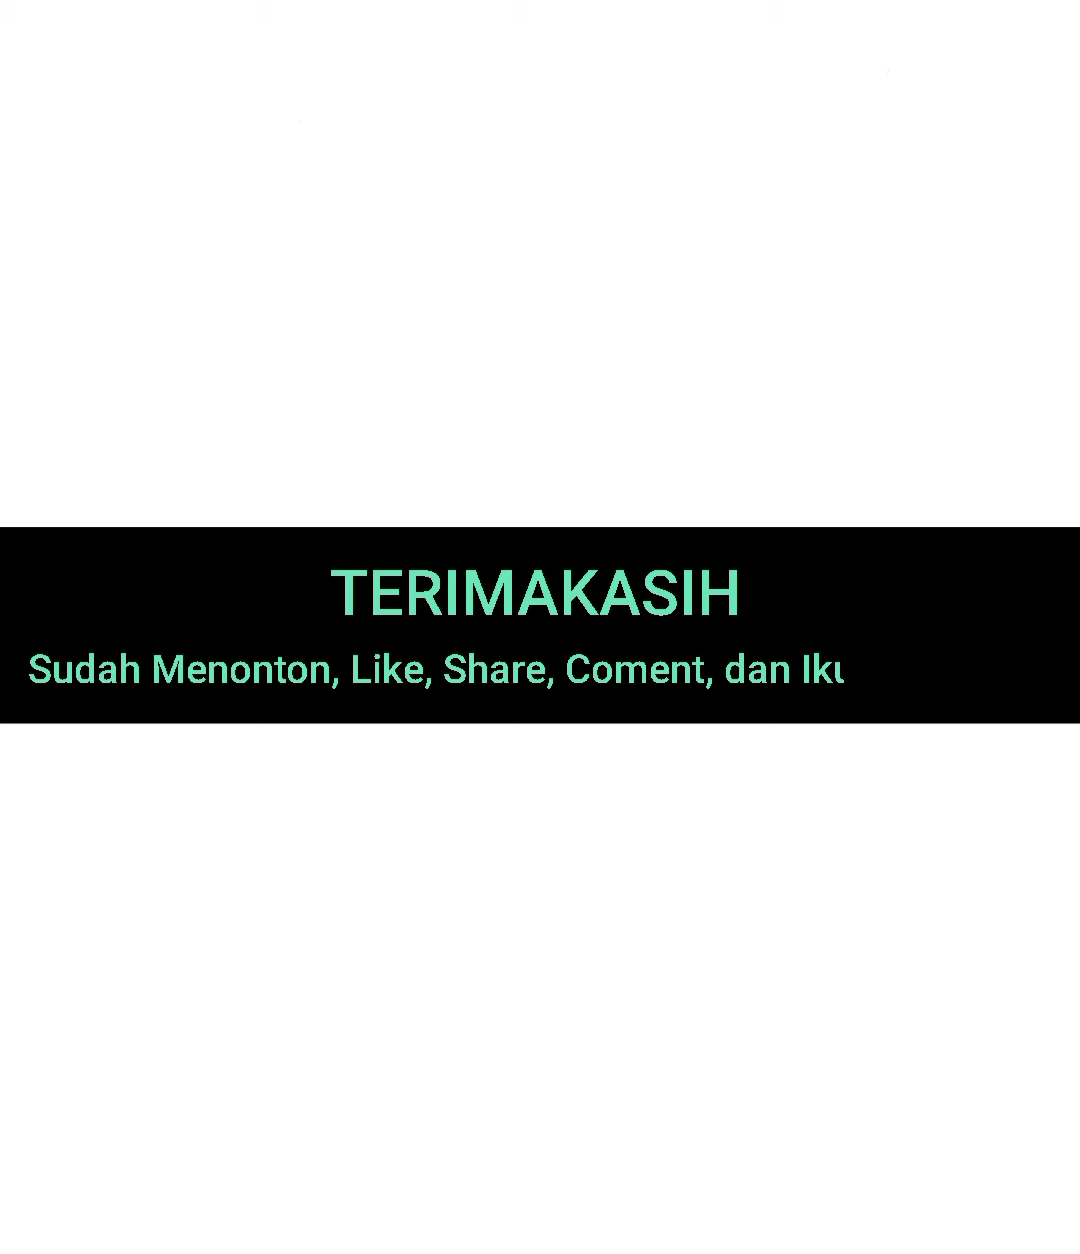 TERIMAKASIH
Sudah Menonton, Like, Share, Coment, dan